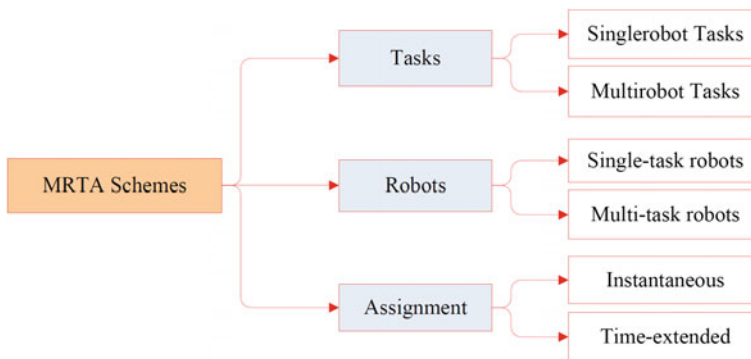 MRTA Schemes
Tasks
Singlerobot Tasks
Multirobot Tasks
Robots
Single-task robots
Multi-task robots
Assignment
Instantaneous
Time-extended